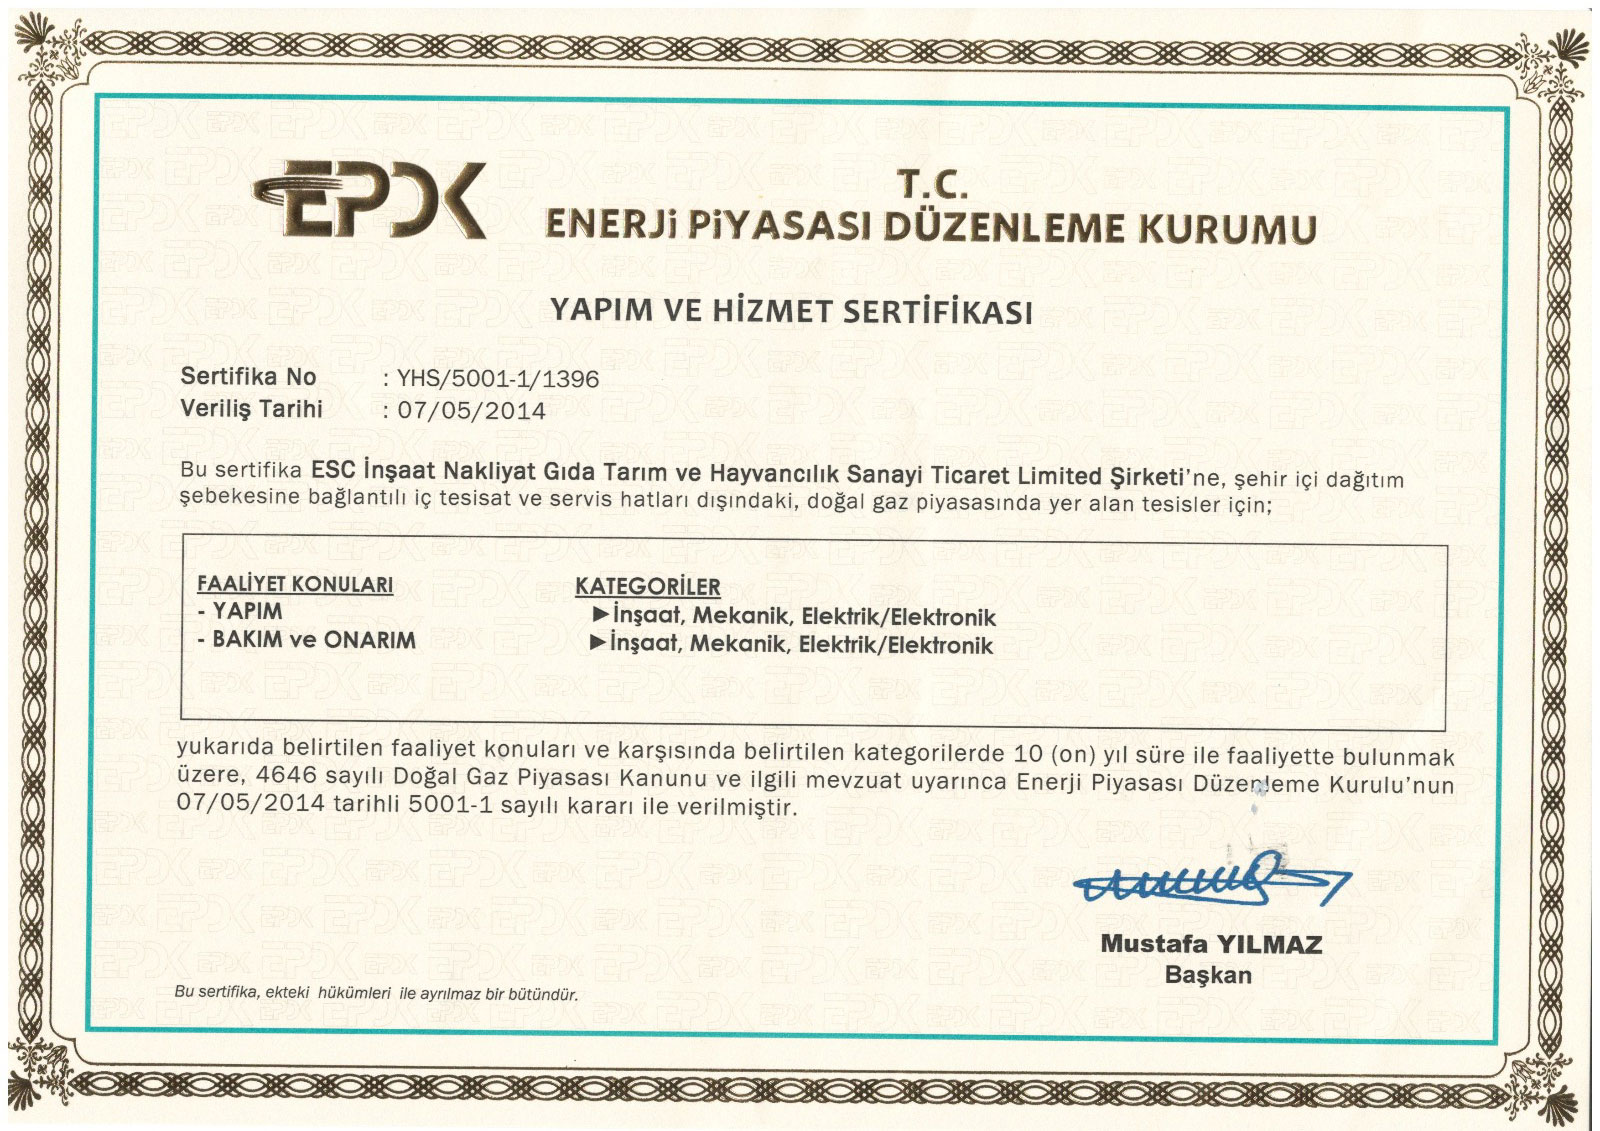 EPDK
T.C.
ENERJi PiYASASI DÜZENLEME KURUMU
YAPIM VE HİZMET SERTİFİKASI
Sertifika No : YHS/5001-1/1396
Veriliş Tarihi : 07/05/2014
Bu sertifika ESC İnşaat Nakliyat Gıda Tarım ve Hayvancılık Sanayi Ticaret Limited Şirketi'ne, şehir içi dağıtım
şebekesine bağlantılı iç tesisat ve servis hatları dışındaki, doğal gaz piyasasında yer alan tesisler için;
FAALİYET KONULARI KATEGORİLER
- YAPIM ►İnşaat, Mekanik, Elektrik/Elektronik
- BAKIM ve ONARIM ►İnşaat, Mekanik, Elektrik/Elektronik
yukarıda belirtilen faaliyet konuları ve karşısında belirtilen kategorilerde 10 (on) yıl süre ile faaliyette bulunmak
üzere, 4646 sayılı Doğal Gaz Piyasası Kanunu ve ilgili mevzuat uyarınca Enerji Piyasası Düzenleme Kurulu'nun
07/05/2014 tarihli 5001-1 sayılı kararı ile verilmiştir.
Mustafa YILMAZ
Başkan
Bu sertifika, ekteki hükümleri ile ayrılmaz bir bütündür.